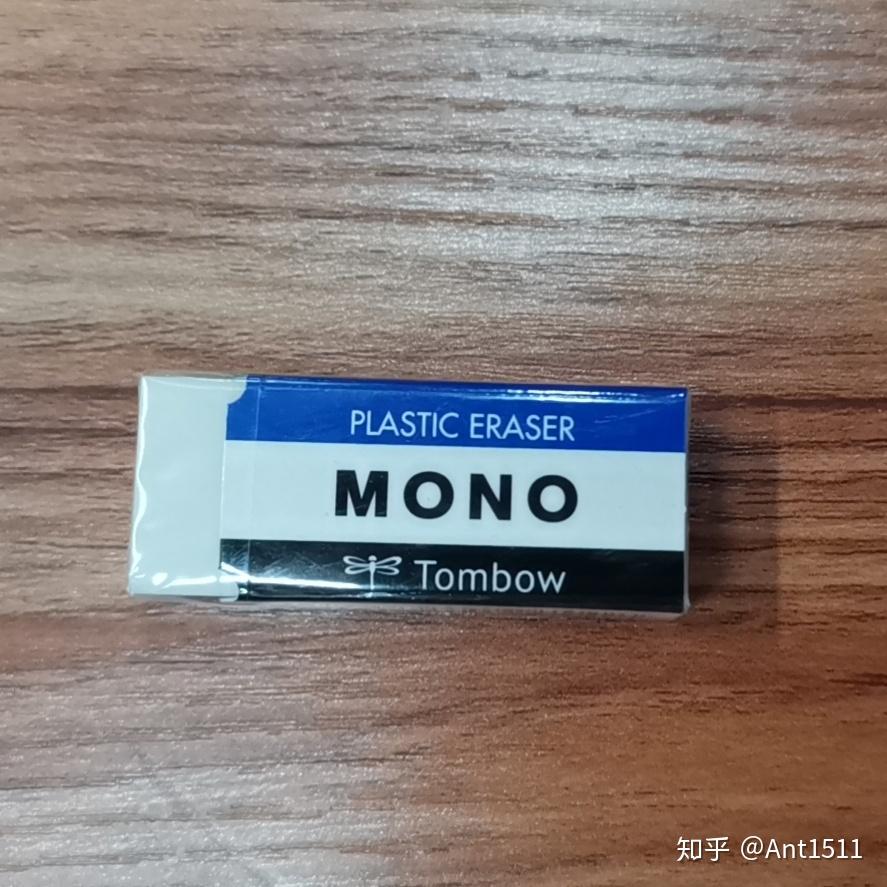 PLASTIC ERASER
MONO
Tombow
知乎 @Ant1511